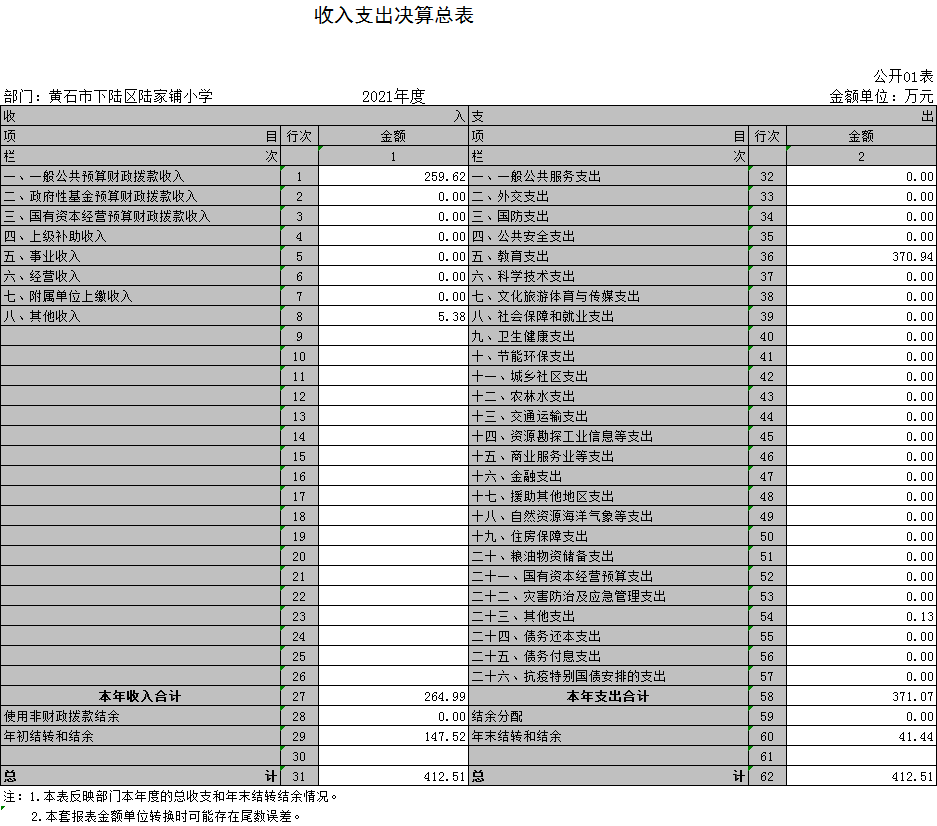 收入支出决算总表
公开01表
部门：黄石市下陆区陆家铺小学 2021年度 金额单位：万元
收 入 支 出
项 目 行次 金额 项 目 行次 金额
栏 次 1 栏 次 2
一、一般公共预算财政拨款收入 1 259.62 一、一般公共服务支出 32 0.00
二、政府性基金预算财政拨款收入 2 0.00 二、外交支出 33 0.00
三、国有资本经营预算财政拨款收入 3 0.00 三、国防支出 34 0.00
四、上级补助收入 4 0.00 四、公共安全支出 35 0.00
五、事业收入 5 0.00 五、教育支出 36 370.94
六、经营收入 6 0.00 六、科学技术支出 37 0.00
七、附属单位上缴收入 7 0.00 七、文化旅游体育与传媒支出 38 0.00
八、其他收入 8 5.38 八、社会保障和就业支出 39 0.00
9 九、卫生健康支出 40 0.00
10 十、节能环保支出 41 0.00
11 十一、城乡社区支出 42 0.00
12 十二、农林水支出 43 0.00
13 十三、交通运输支出 44 0.00
14 十四、资源勘探工业信息等支出 45 0.00
15 十五、商业服务业等支出 46 0.00
16 十六、金融支出 47 0.00
17 十七、援助其他地区支出 48 0.00
18 十八、自然资源海洋气象等支出 49 0.00
19 十九、住房保障支出 50 0.00
20 二十、粮油物资储备支出 51 0.00
21 二十一、国有资本经营预算支出 52 0.00
22 二十二、灾害防治及应急管理支出 53 0.00
23 二十三、其他支出 54 0.13
24 二十四、债务还本支出 55 0.00
25 二十五、债务付息支出 56 0.00
26 二十六、抗疫特别国债安排的支出 57 0.00
本年收入合计 27 264.99 本年支出合计 58 371.07
使用非财政拨款结余 28 0.00 结余分配 59 0.00
年初结转和结余 29 147.52 年末结转和结余 60 41.44
30 61
总 计 31 412.51 总 计 62 412.51
注：1.本表反映部门本年度的总收支和年末结转结余情况。
2.本套报表金额单位转换时可能存在尾数误差。